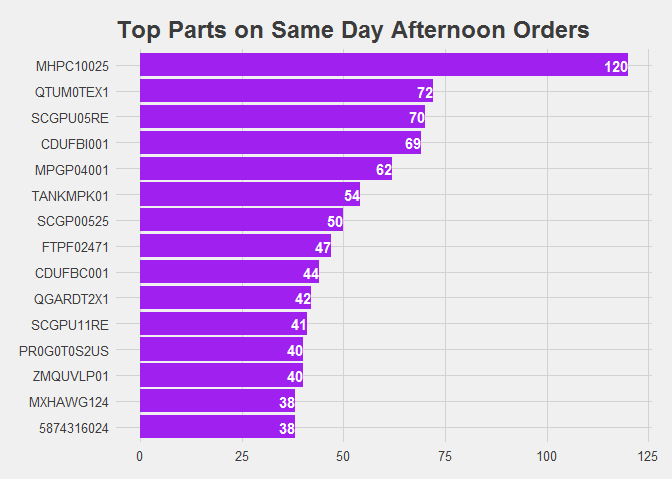 Top Parts on Same Day Afternoon Orders
MHPC10025 120
QTUM0TEX1 72
SCGPU05RE 70
CDUFBI001 69
MPGP04001 62
TANKMPK01 54
SCGP00525 50
FTPF02471 47
CDUFBC001 44
QGARDT2X1 42
SCGPU11RE 41
PR0G0T0S2US 40
ZMQUVLP01 40
MXHAWG124 38
5874316024 38
0 25 50 75 100 125